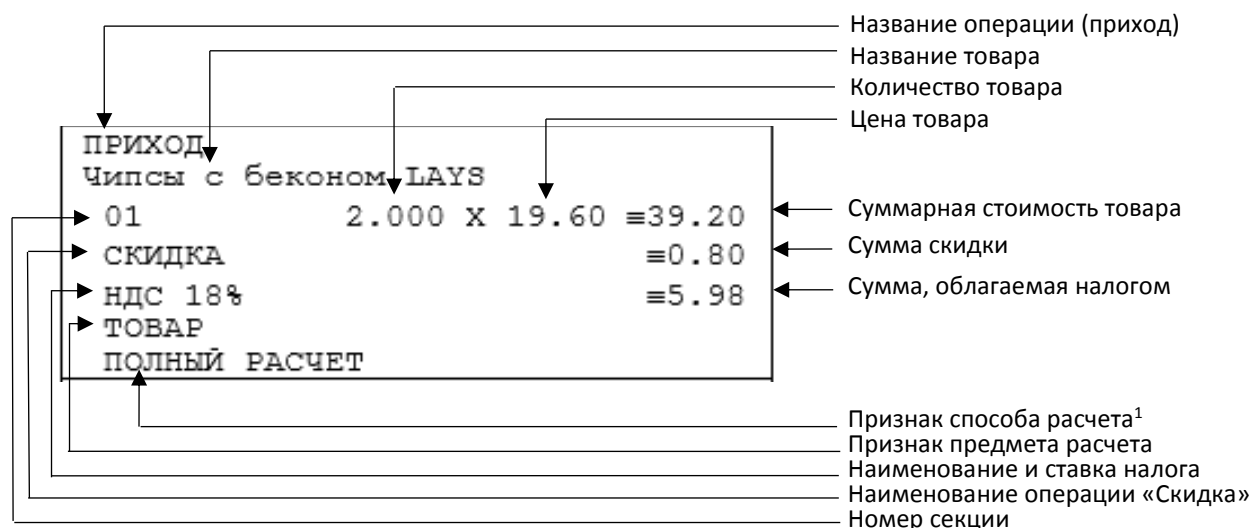 Название операции (приход)
Название товара
Количество товара
Цена товара
ПРИХОД
Чипсы с беконом LAYS
01 2.000 X 19.60 ≡39.20
Суммарная стоимость товара
СКИДКА ≡0.80
Сумма скидки
НДС 18% ≡5.98
Сумма, облагаемая налогом
ТОВАР
ПОЛНЫЙ РАСЧЕТ
Признак способа расчета¹
Признак предмета расчета
Наименование и ставка налога
Наименование операции «Скидка»
Номер секции